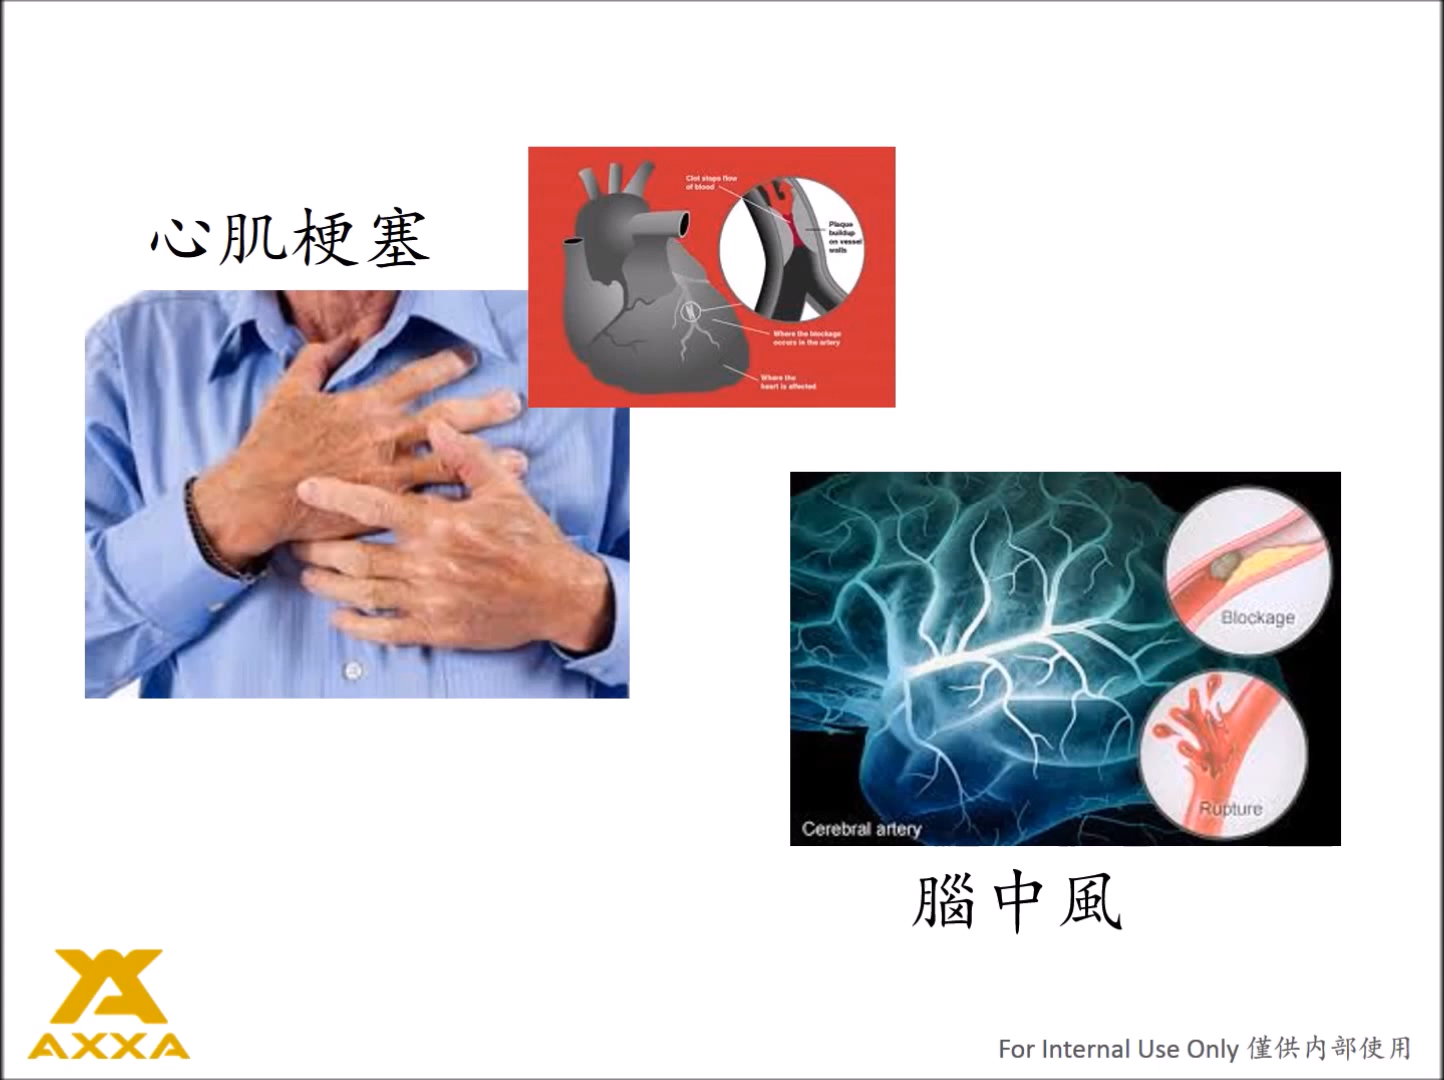 心肌梗塞
Clot stops flow
of blood
Plaque
buildup
on vessel
walls
Where the blockage
occurs in the artery
Where the
heart is affected
Blockage
Rupture
Cerebral artery
腦中風
AXXA
For Internal Use Only 僅供內部使用